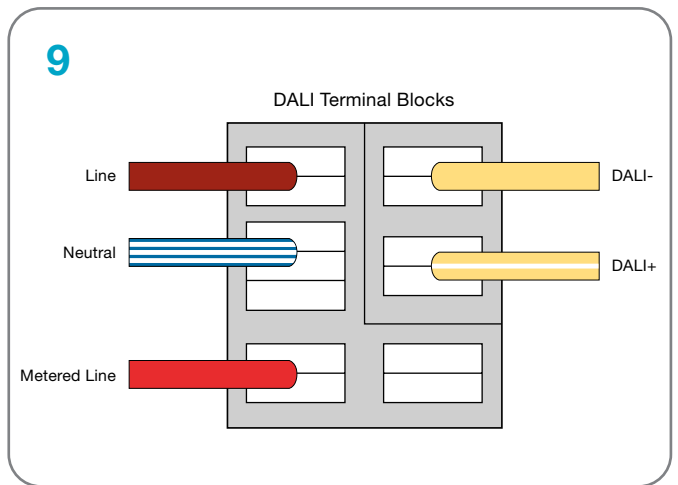 9
DALI Terminal Blocks
Line
DALI-
Neutral
DALI+
Metered Line